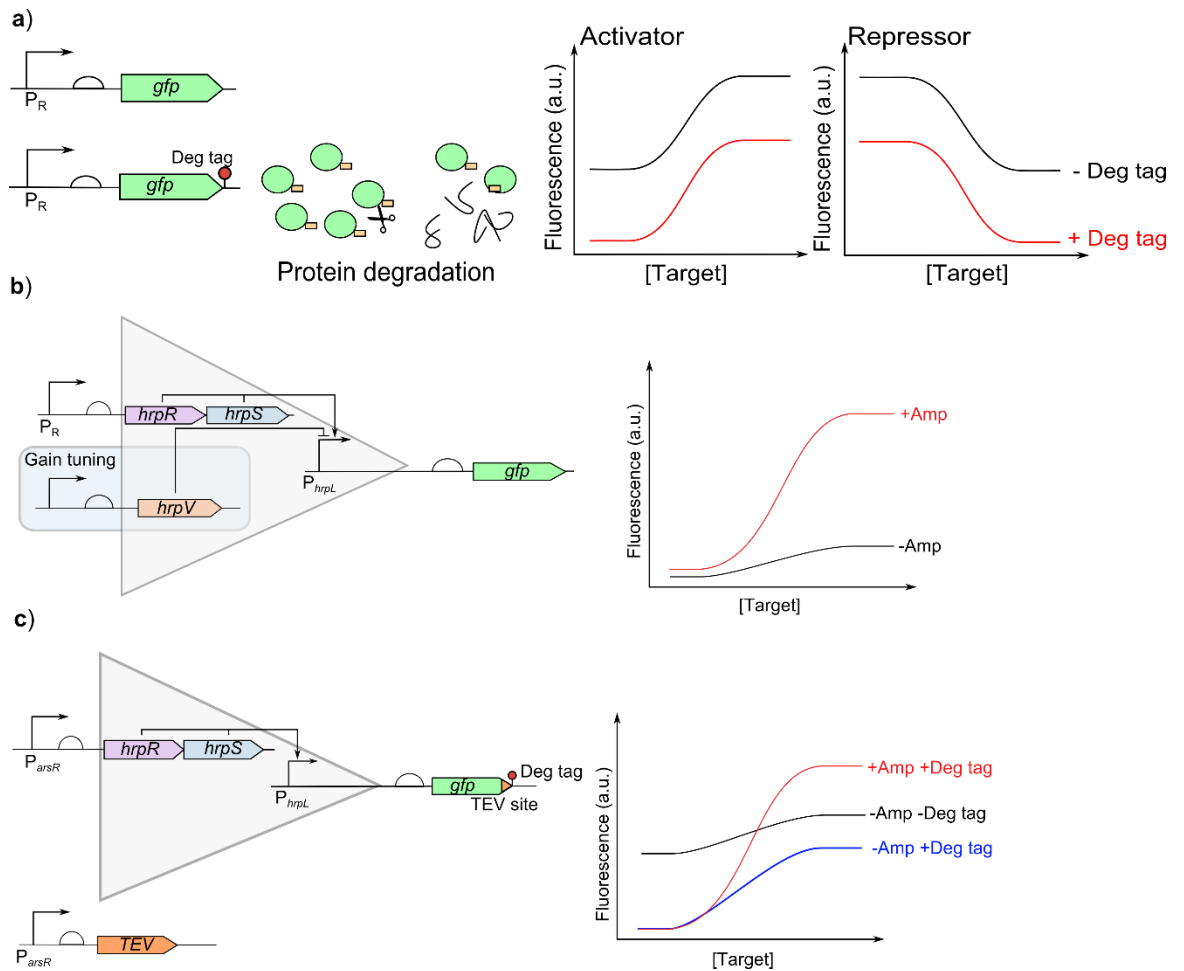 a)
P_R
gfp
Deg tag
P_R
gfp
Protein degradation
Activator
Fluorescence (a.u.)
[Target]
Repressor
Fluorescence (a.u.)
[Target]
- Deg tag
+ Deg tag
b)
P_R
hrpR
hrpS
Gain tuning
hrpV
P_hrpL
gfp
Fluorescence (a.u.)
+Amp
-Amp
[Target]
c)
P_arsR
hrpR
hrpS
P_hrpL
gfp
Deg tag
TEV site
P_arsR
TEV
Fluorescence (a.u.)
+Amp +Deg tag
-Amp -Deg tag
-Amp +Deg tag
[Target]